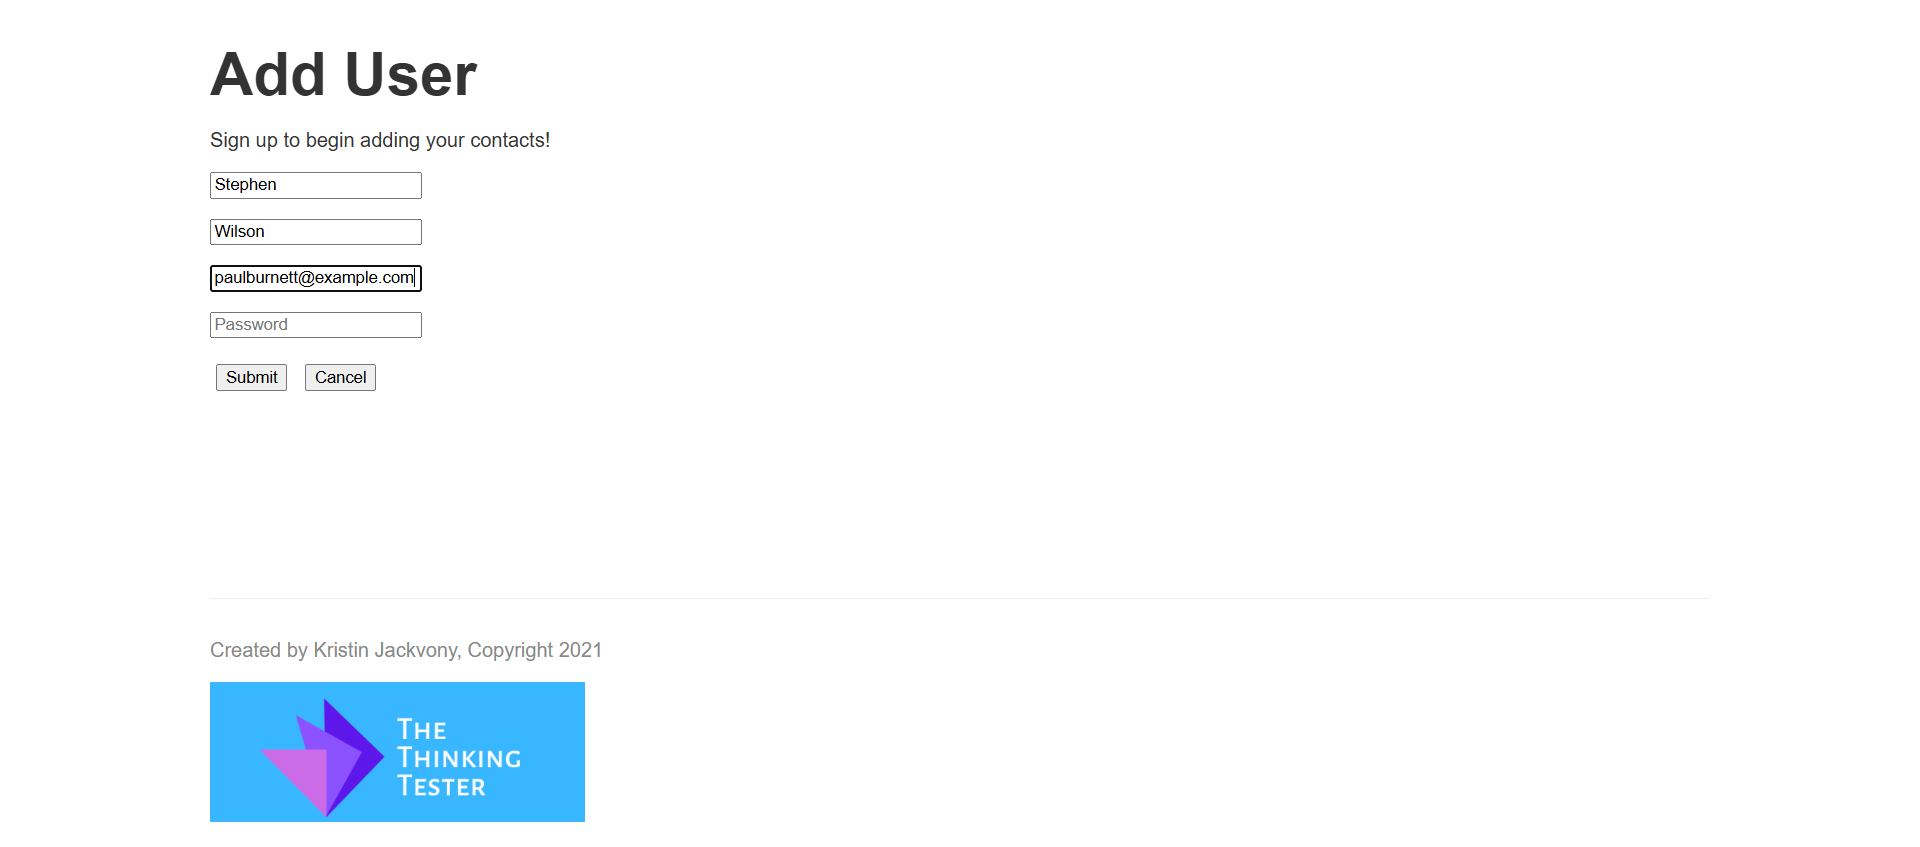 Add User
Sign up to begin adding your contacts!
Stephen
Wilson
paulburnett@example.com
Password
Submit Cancel
Created by Kristin Jackvony, Copyright 2021
THE
THINKING
TESTER